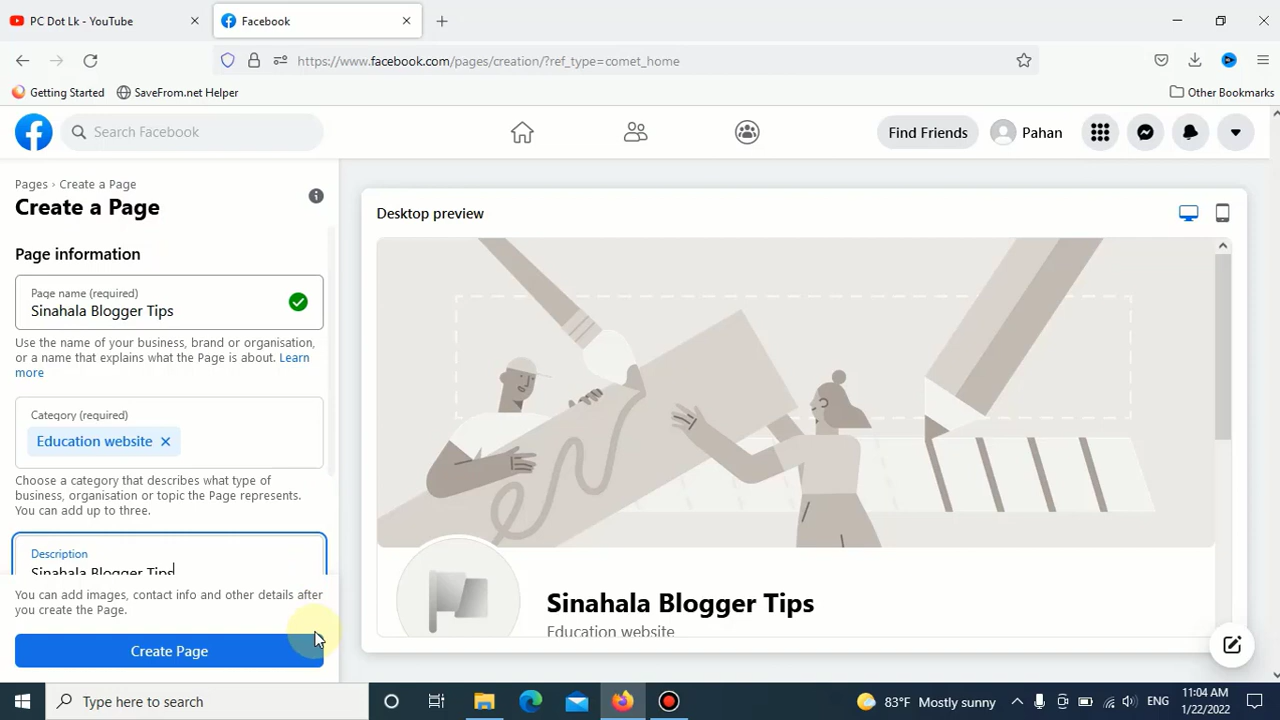 PC Dot Lk - YouTube
Facebook
https://www.facebook.com/pages/creation/?ref_type=comet_home
Getting Started
SaveFrom.net Helper
Other Bookmarks
Search Facebook
Find Friends
Pahan
Pages › Create a Page
Create a Page
Page information
Page name (required)
Sinahala Blogger Tips
Use the name of your business, brand or organisation,
or a name that explains what the Page is about. Learn
more
Category (required)
Education website
Choose a category that describes what type of
business, organisation or topic the Page represents.
You can add up to three.
Description
Sinahala Blogger Tips
You can add images, contact info and other details after
you create the Page.
Create Page
Desktop preview
Sinahala Blogger Tips
Education website
Type here to search
83°F Mostly sunny
ENG
11:04 AM
1/22/2022